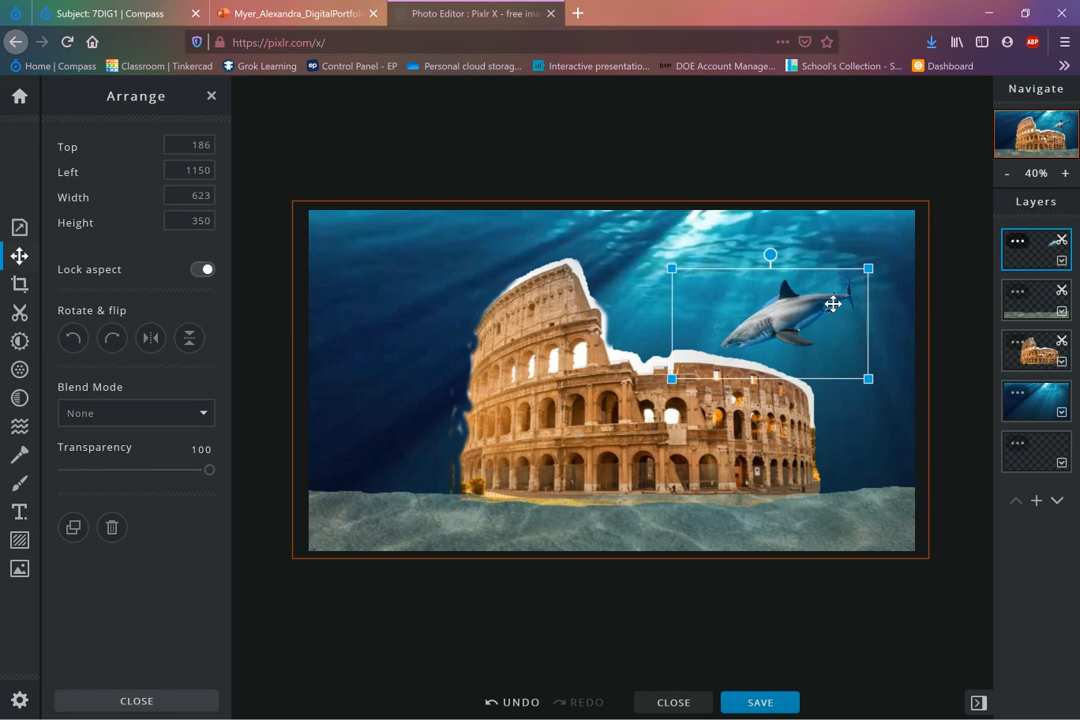 Subject: 7DIG1 | Compass
Myer_Alexandra_DigitalPortfoli
Photo Editor : Pixlr X - free ima
https://pixlr.com/x/
ABP
Home | Compass
Classroom | Tinkercad
Grok Learning
ep Control Panel - EP
Personal cloud storag...
Interactive presentatio...
DOE Account Manage...
School's Collection - S...
Dashboard
Arrange
Top 186
Left 1150
Width 623
Height 350
Lock aspect
Rotate & flip
Blend Mode
None
Transparency 100
CLOSE
UNDO
REDO
CLOSE
SAVE
Navigate
- 40% +
Layers